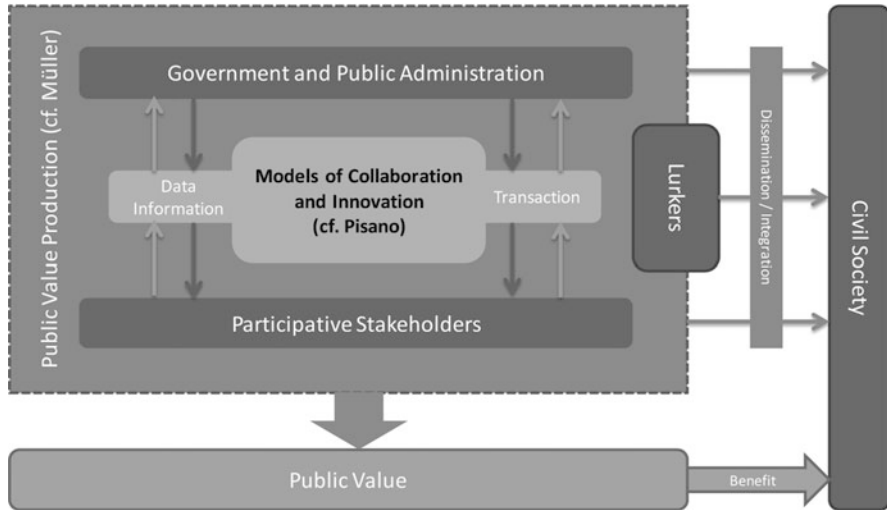 Public Value Production (cf. Müller)
Government and Public Administration
Data
Information
Models of Collaboration
and Innovation
(cf. Pisano)
Transaction
Participative Stakeholders
Lurkers
Dissemination / Integration
Civil Society
Public Value
Benefit